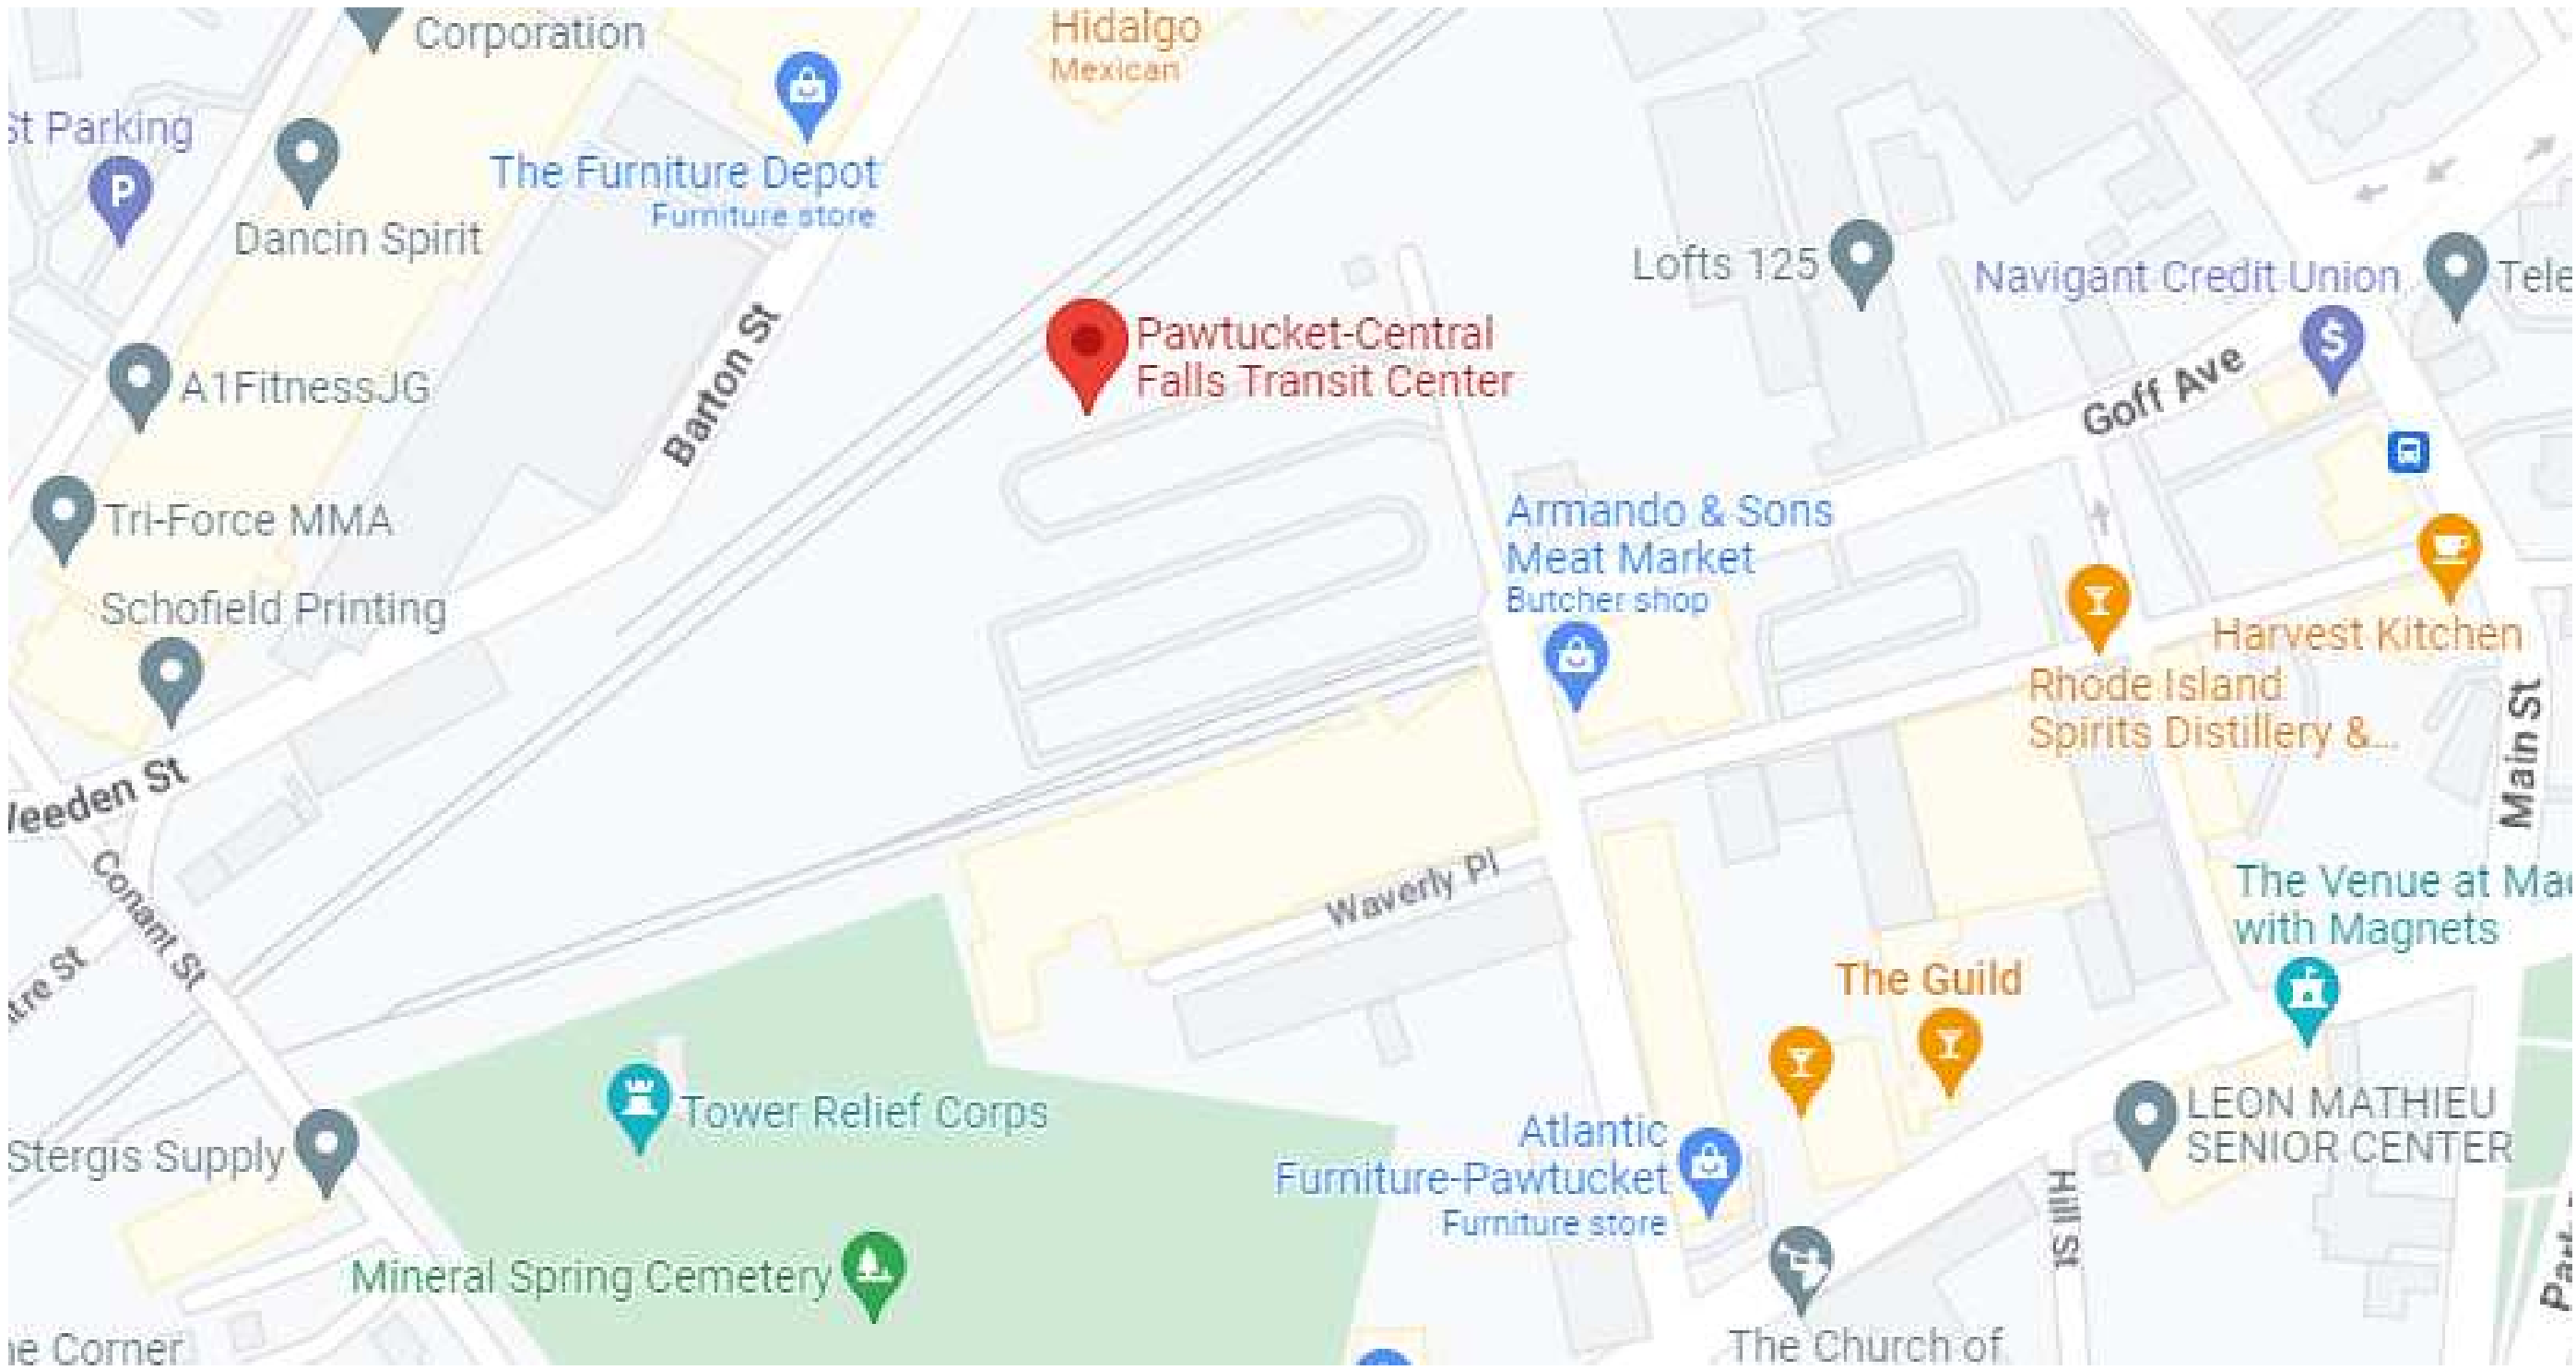 Corporation
Hidalgo
Mexican
st Parking
P
The Furniture Depot
Furniture store
Dancin Spirit
Lofts 125
Navigant Credit Union
Tele
$
Pawtucket-Central
Falls Transit Center
A1FitnessJG
Barton St
Goff Ave
Tri-Force MMA
Armando & Sons
Meat Market
Butcher shop
Schofield Printing
Harvest Kitchen
Rhode Island
Spirits Distillery &...
Main St
Veeden St
Conant St
Waverly Pl
tre St
The Venue at Ma
with Magnets
The Guild
Tower Relief Corps
LEON MATHIEU
SENIOR CENTER
Stergis Supply
Atlantic
Furniture-Pawtucket
Furniture store
Hill St
Mineral Spring Cemetery
The Church of
e Corner